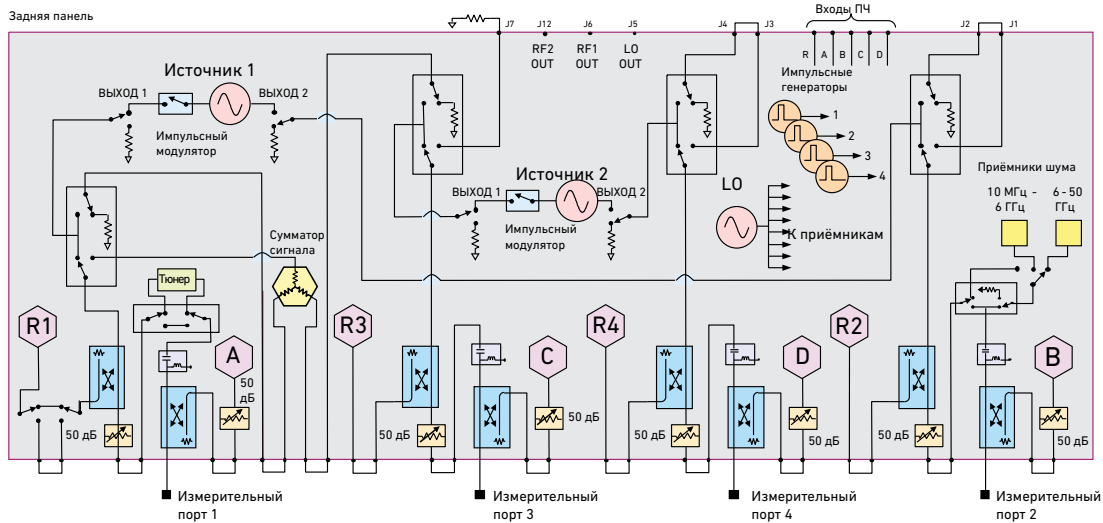 Задняя панель
J7
J12
J6
J5
J4
J3
Входы ПЧ
J2
J1
RF2
OUT
RF1
OUT
LO
OUT
R
A
B
C
D
Источник 1
ВЫХОД 1
ВЫХОД 2
Импульсный
модулятор
Импульсные
генераторы
1
2
3
4
Источник 2
ВЫХОД 1
ВЫХОД 2
Импульсный
модулятор
LO
К приёмникам
Приёмники шума
10 МГц -
6 ГГц
6 - 50
ГГц
Сумматор
сигнала
Тюнер
R1
A
R3
C
R4
D
R2
B
50
дБ
50 дБ
50 дБ
50 дБ
50 дБ
50 дБ
50 дБ
50 дБ
Измерительный
порт 1
Измерительный
порт 3
Измерительный
порт 4
Измерительный
порт 2